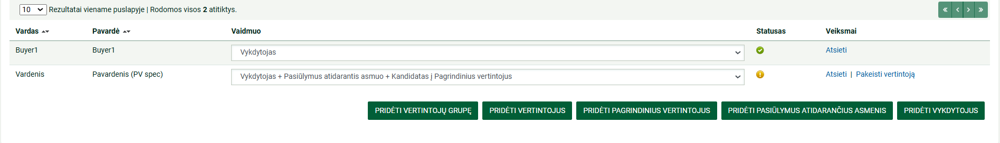 10 Rezultatai viename puslapyje | Rodomos visos 2 atitiktys.
« ‹ › »
Vardas Pavardė Vaidmuo Statusas Veiksmai
Buyer1 Buyer1 Vykdytojas Atsieti
Vardenis Pavardenis (PV spec) Vykdytojas + Pasiūlymus atidarantis asmuo + Kandidatas į Pagrindinius vertintojus Atsieti | Pakeisti vertintoją
PRIDĖTI VERTINTOJŲ GRUPĘ PRIDĖTI VERTINTOJUS PRIDĖTI PAGRINDINIUS VERTINTOJUS PRIDĖTI PASIŪLYMUS ATIDARANČIUS ASMENIS PRIDĖTI VYKDYTOJUS